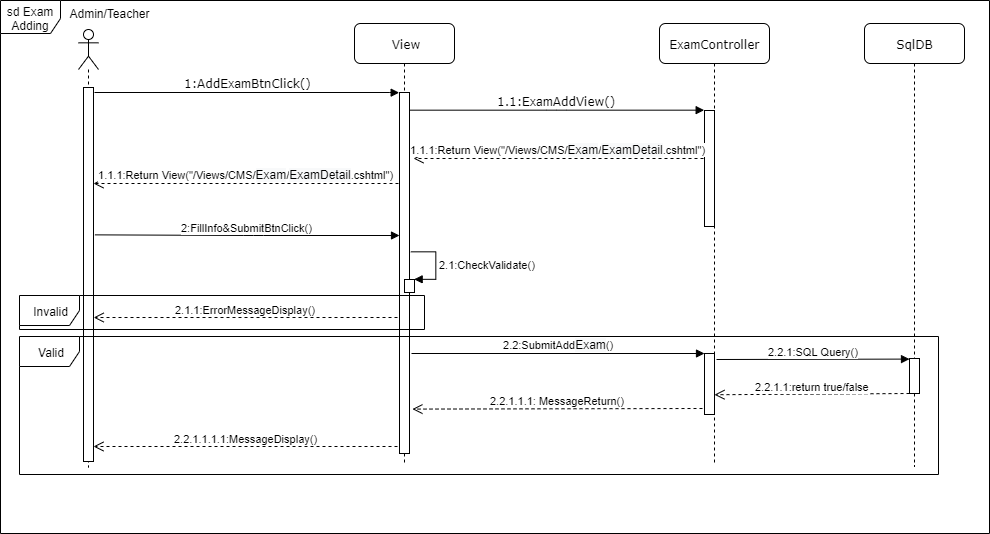 sd Exam
Adding
Admin/Teacher
View
ExamController
SqlDB
1:AddExamBtnClick()
1.1:ExamAddView()
1.1.1:Return View("/Views/CMS/Exam/ExamDetail.cshtml")
1.1.1:Return View("/Views/CMS/Exam/ExamDetail.cshtml")
2:FillInfo&SubmitBtnClick()
2.1:CheckValidate()
Invalid
2.1.1:ErrorMessageDisplay()
Valid
2.2:SubmitAddExam()
2.2.1:SQL Query()
2.2.1.1:return true/false
2.2.1.1.1: MessageReturn()
2.2.1.1.1.1:MessageDisplay()